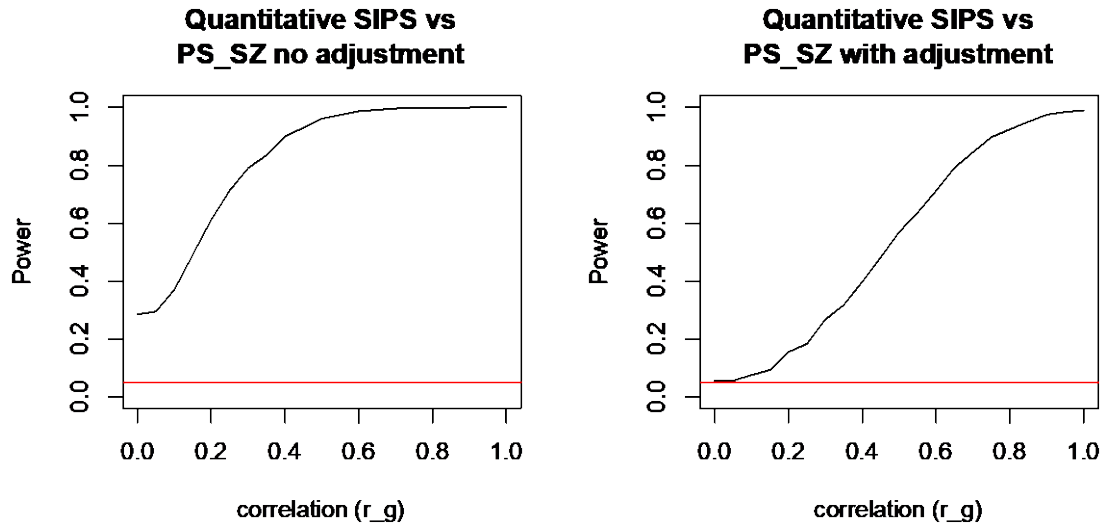 Quantitative SIPS vs
PS_SZ no adjustment
Power
1.0
0.8
0.6
0.4
0.2
0.0
0.0 0.2 0.4 0.6 0.8 1.0
correlation (r_g)
Quantitative SIPS vs
PS_SZ with adjustment
Power
1.0
0.8
0.6
0.4
0.2
0.0
0.0 0.2 0.4 0.6 0.8 1.0
correlation (r_g)